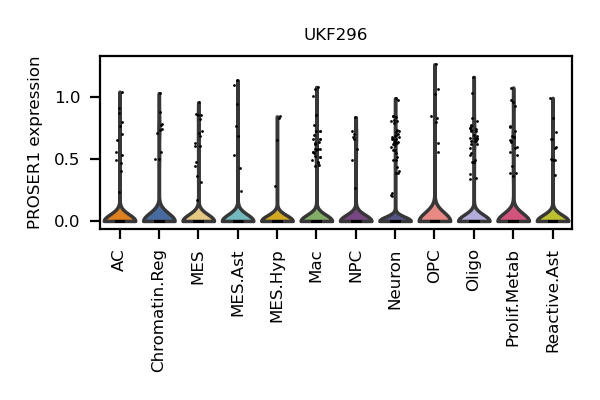 UKF296
PROSER1 expression
1.0
0.5
0.0
AC
Chromatin.Reg
MES
MES.Ast
MES.Hyp
Mac
NPC
Neuron
OPC
Oligo
Prolif.Metab
Reactive.Ast